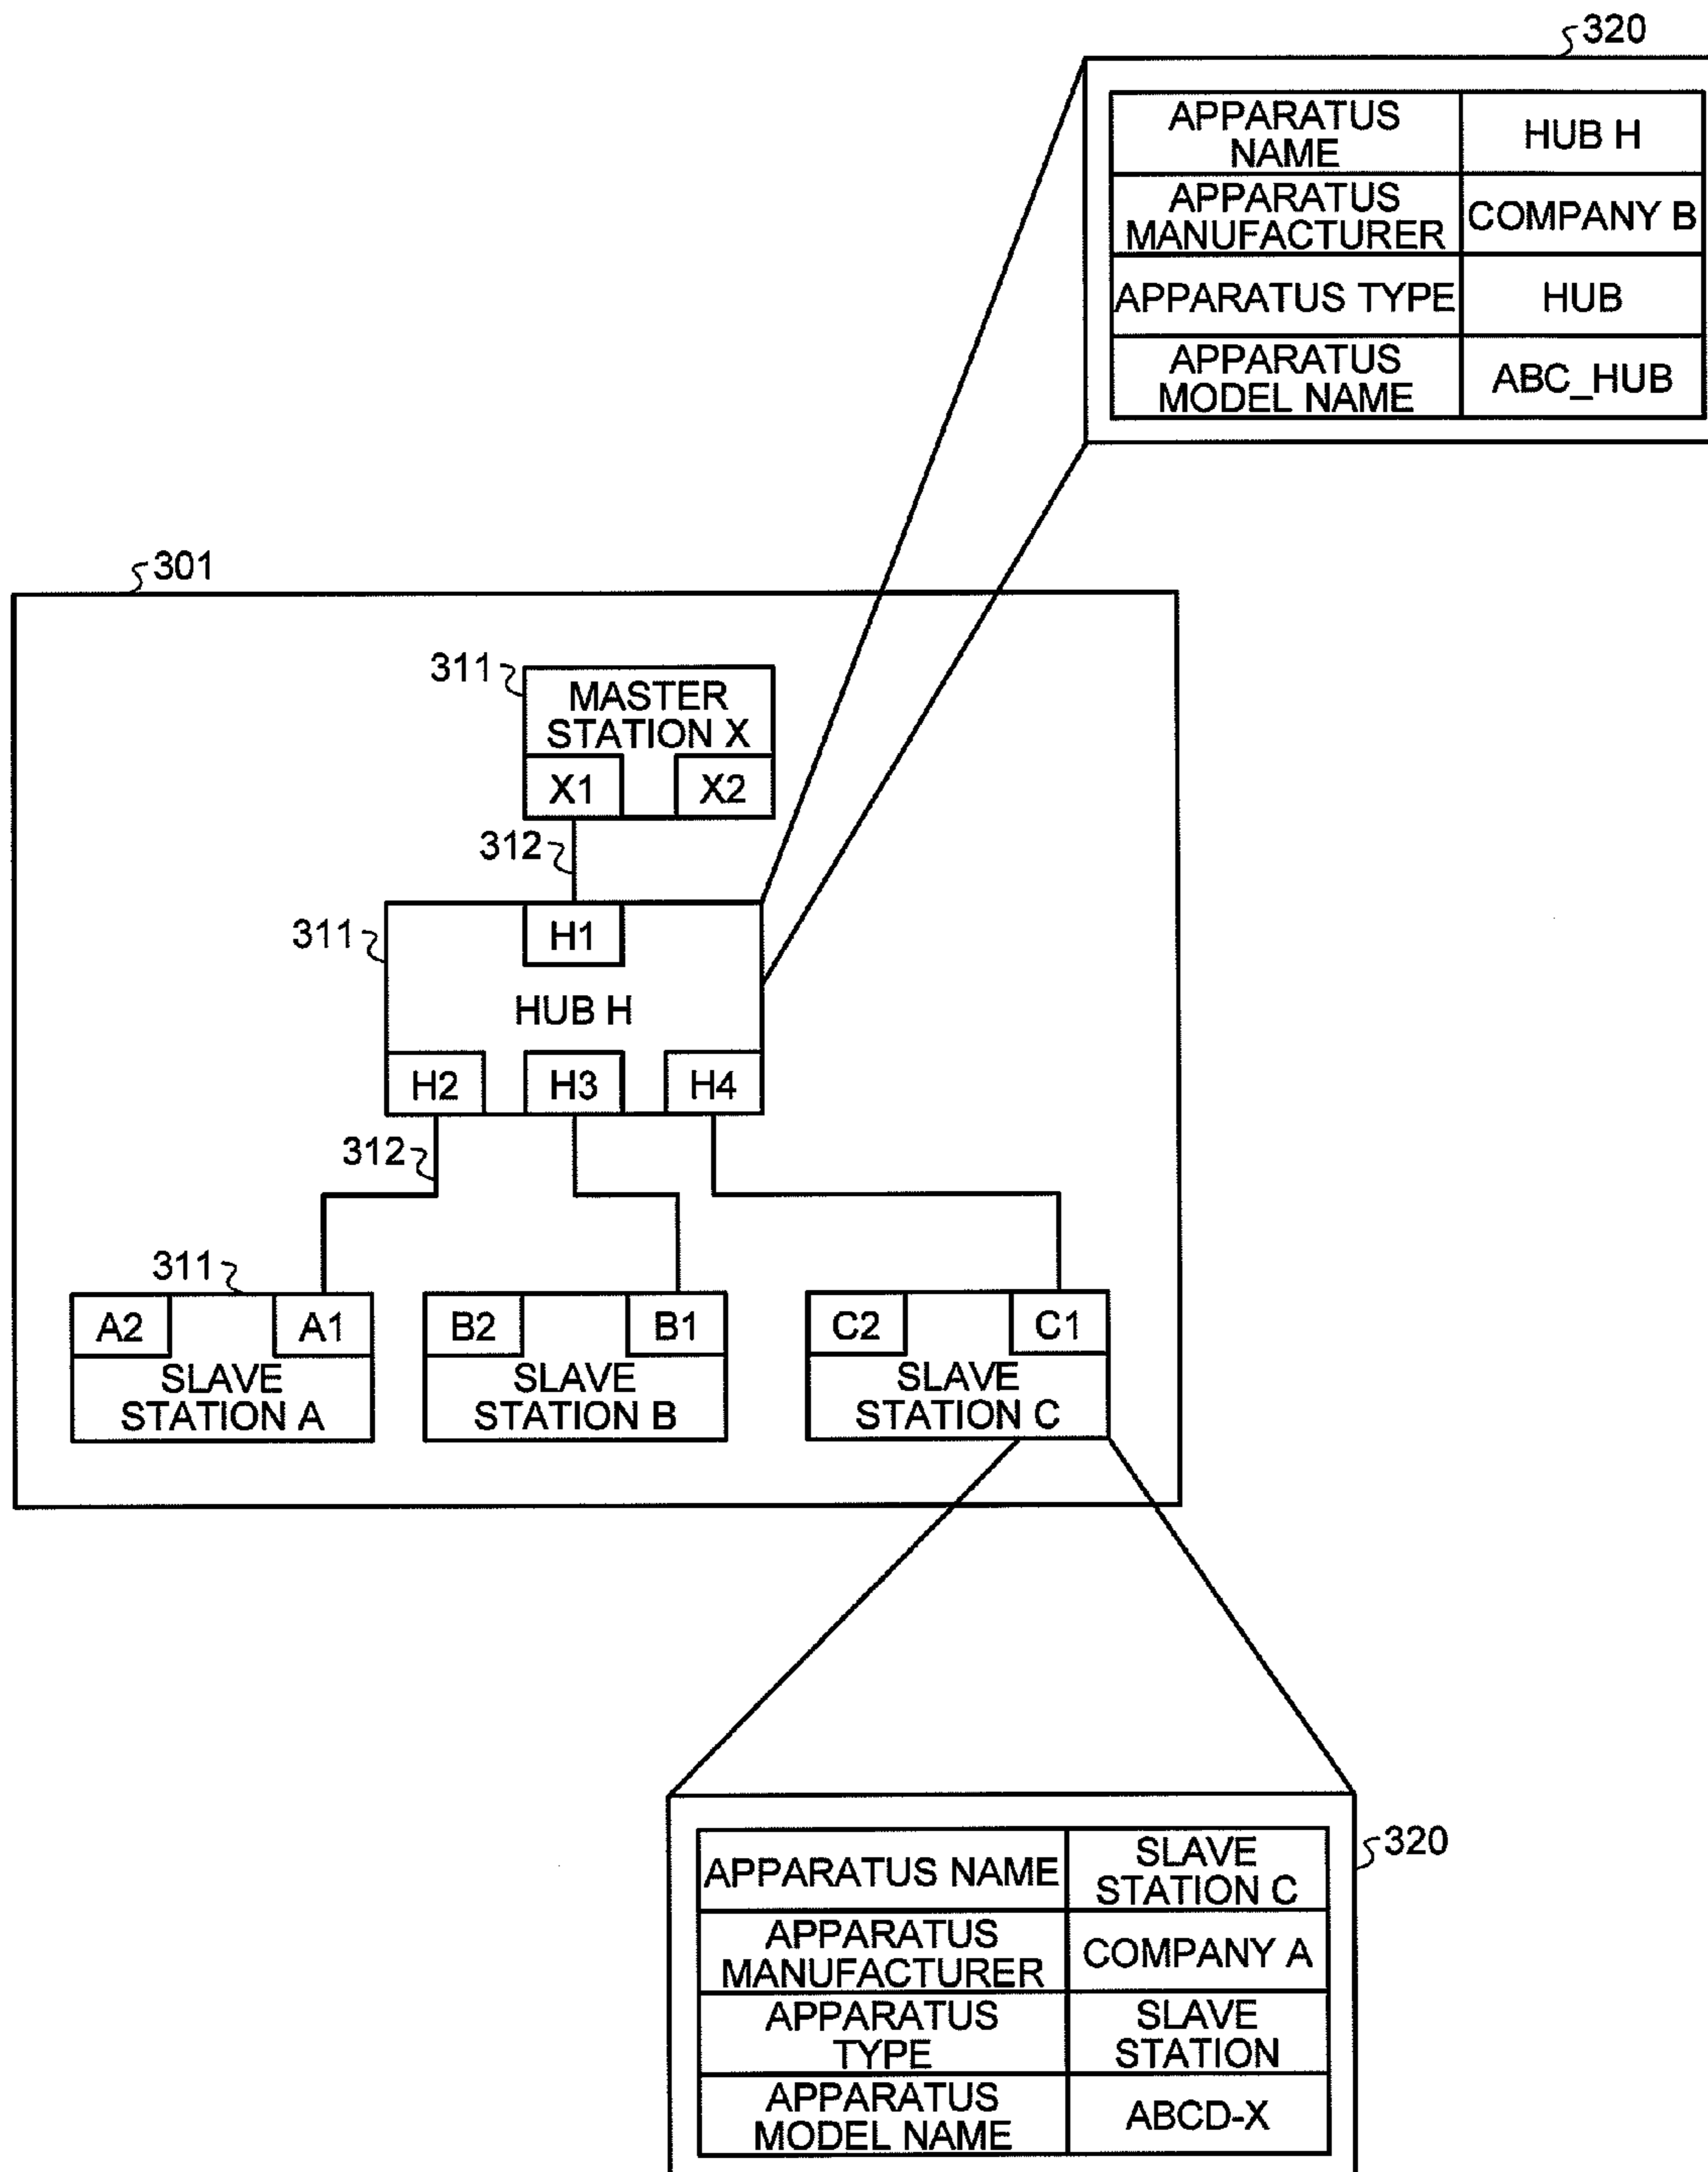 320
APPARATUS
NAME
HUB H
APPARATUS
MANUFACTURER
COMPANY B
APPARATUS TYPE
HUB
APPARATUS
MODEL NAME
ABC_HUB
301
311
MASTER
STATION X
X1
X2
312
311
H1
HUB H
H2
H3
H4
312
311
A2
A1
SLAVE
STATION A
B2
B1
SLAVE
STATION B
C2
C1
SLAVE
STATION C
320
APPARATUS NAME
SLAVE
STATION C
APPARATUS
MANUFACTURER
COMPANY A
APPARATUS
TYPE
SLAVE
STATION
APPARATUS
MODEL NAME
ABCD-X